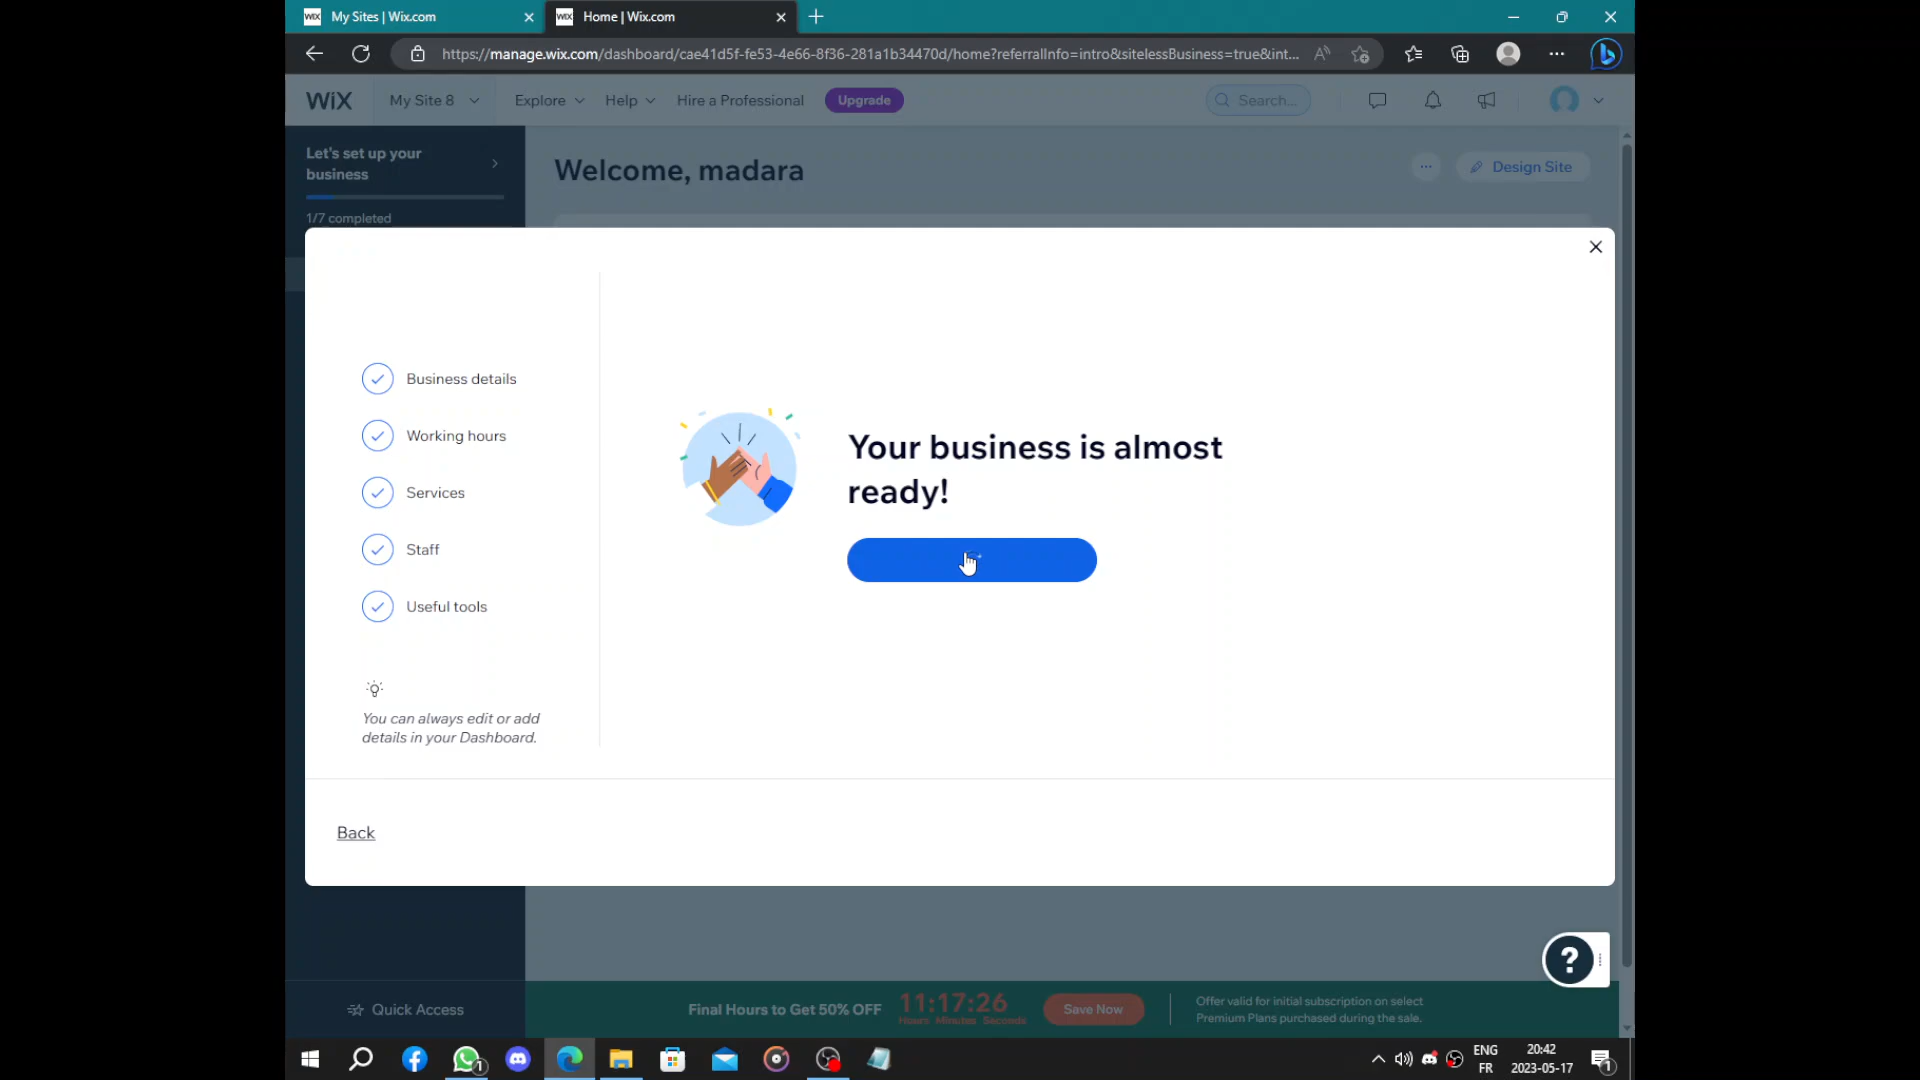 WIX My Sites | Wix.com
WIX Home | Wix.com
https://manage.wix.com/dashboard/cae41d5f-fe53-4e66-8f36-281a1b34470d/home?referralInfo=intro&sitelessBusiness=true&int...
WiX My Site 8 Explore Help Hire a Professional Upgrade Search...
Let's set up your
business
1/7 completed
Welcome, madara
Design Site
Business details
Working hours
Services
Staff
Useful tools
You can always edit or add
details in your Dashboard.
Your business is almost
ready!
Back
?
Quick Access
Final Hours to Get 50% OFF
11:17:26
Hours Minutes Seconds
Save Now
Offer valid for initial subscription on select
Premium Plans purchased during the sale.
1
ENG
FR
20:42
2023-05-17
1